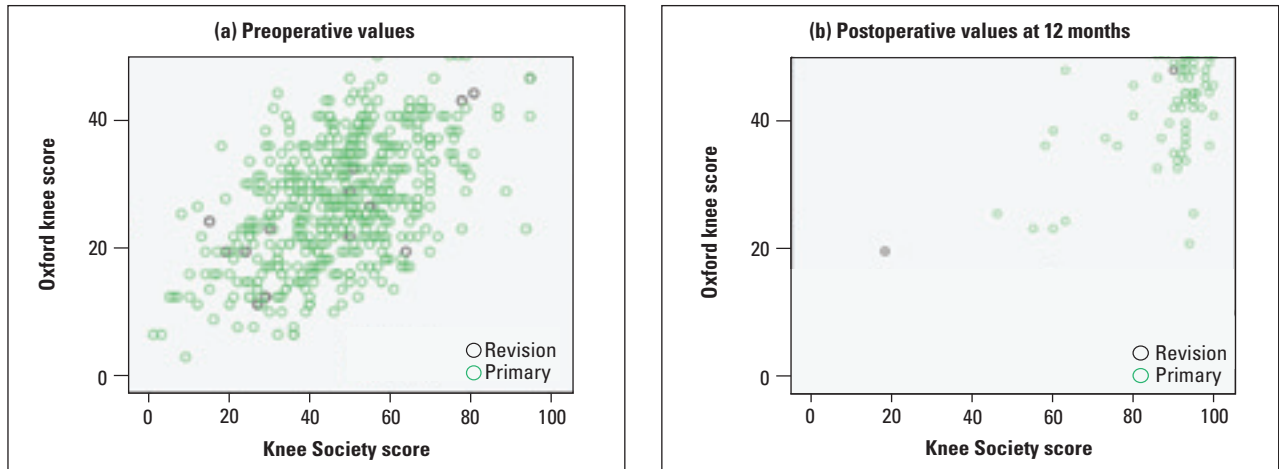 (a) Preoperative values
Oxford knee score
40
20
0
Revision
Primary
0 20 40 60 80 100
Knee Society score
(b) Postoperative values at 12 months
Oxford knee score
40
20
0
Revision
Primary
0 20 40 60 80 100
Knee Society score